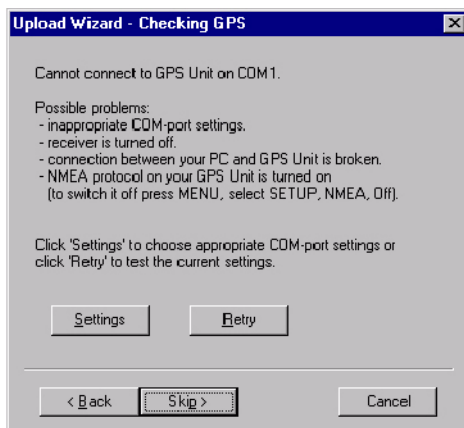 Upload Wizard - Checking GPS
Cannot connect to GPS Unit on COM1.
Possible problems:
- inappropriate COM-port settings.
- receiver is turned off.
- connection between your PC and GPS Unit is broken.
- NMEA protocol on your GPS Unit is turned on
(to switch it off press MENU, select SETUP, NMEA, Off).
Click 'Settings' to choose appropriate COM-port settings or
click 'Retry' to test the current settings.
Settings
Retry
< Back
Skip >
Cancel